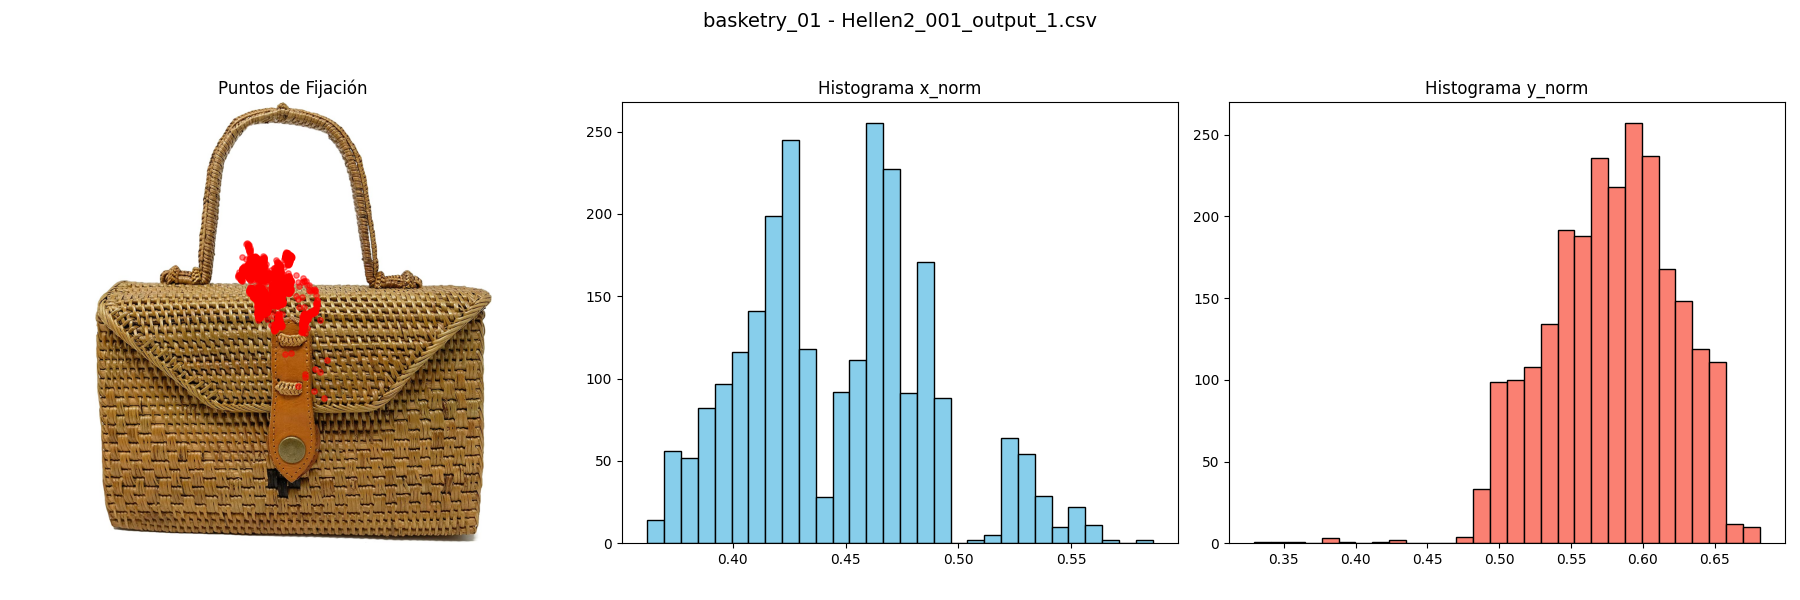 basketry_01 - Hellen2_001_output_1.csv
Puntos de Fijación
Histograma x_norm
Histograma y_norm
250
200
150
100
50
0
0.40 0.45 0.50 0.55
250
200
150
100
50
0
0.35 0.40 0.45 0.50 0.55 0.60 0.65